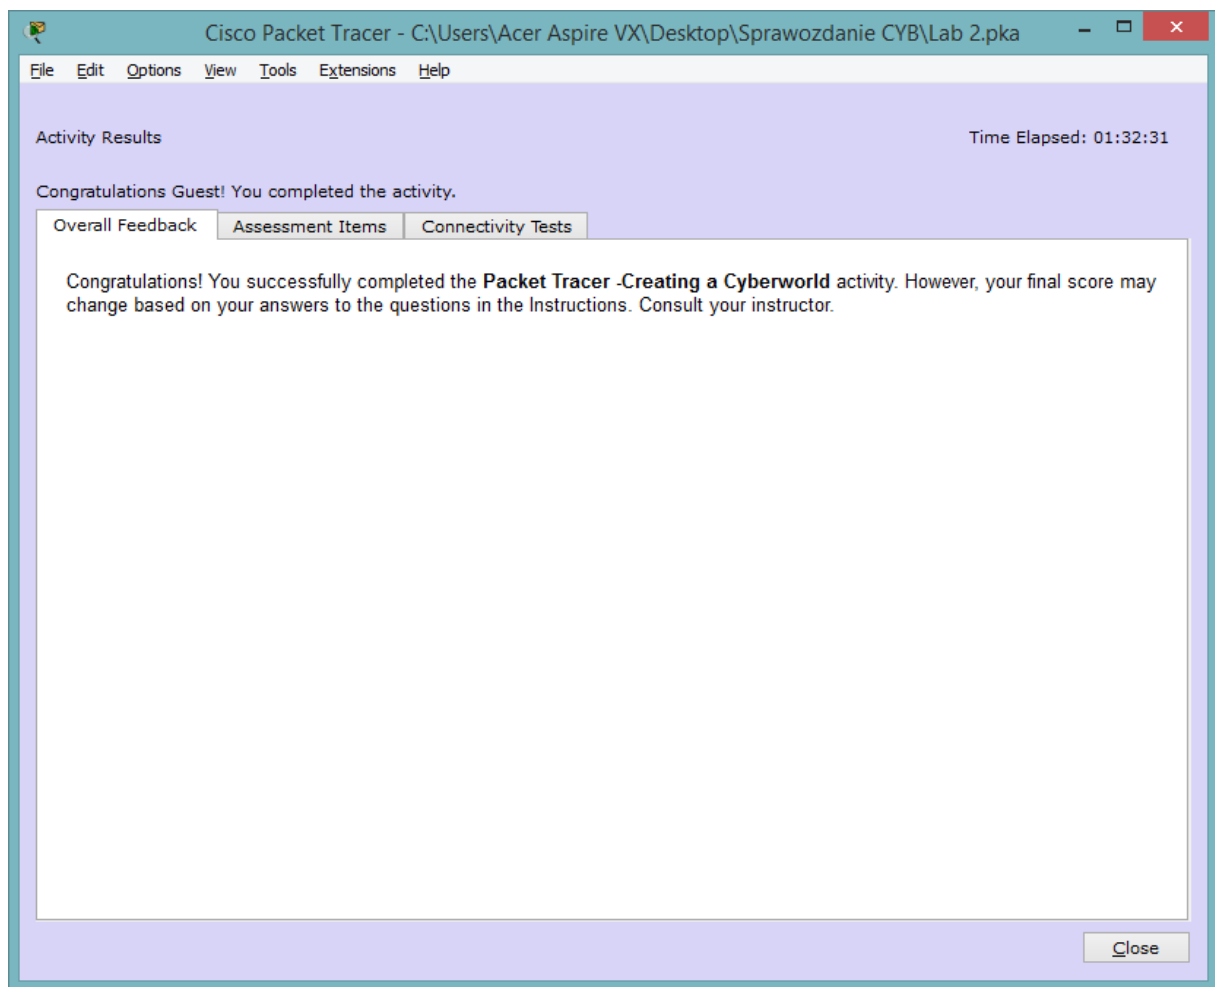 Cisco Packet Tracer - C:\Users\Acer Aspire VX\Desktop\Sprawozdanie CYB\Lab 2.pka
File Edit Options View Tools Extensions Help
Activity Results
Time Elapsed: 01:32:31
Congratulations Guest! You completed the activity.
Overall Feedback Assessment Items Connectivity Tests
Congratulations! You successfully completed the Packet Tracer -Creating a Cyberworld activity. However, your final score may
change based on your answers to the questions in the Instructions. Consult your instructor.
Close